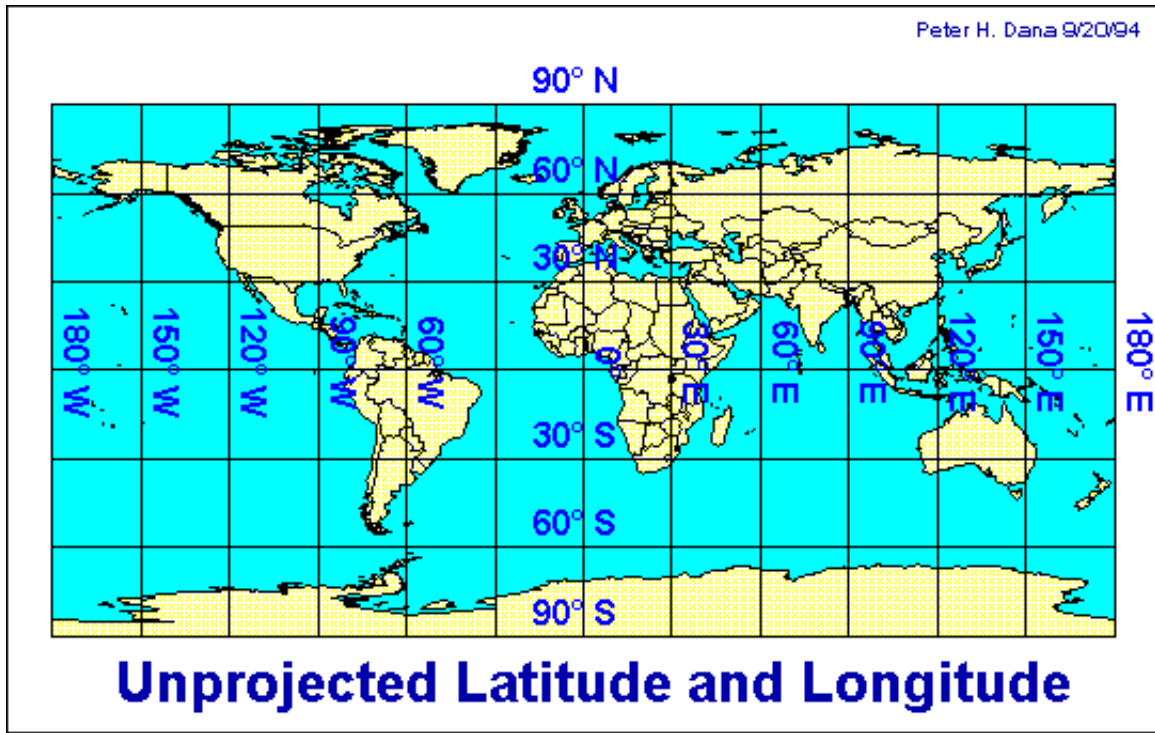 Peter H. Dana 9/20/94
90° N
60° N
30° N
180° W
150° W
120° W
90° W
60° W
0°
30° E
60° E
90° E
120° E
150° E
180° E
30° S
60° S
90° S
Unprojected Latitude and Longitude